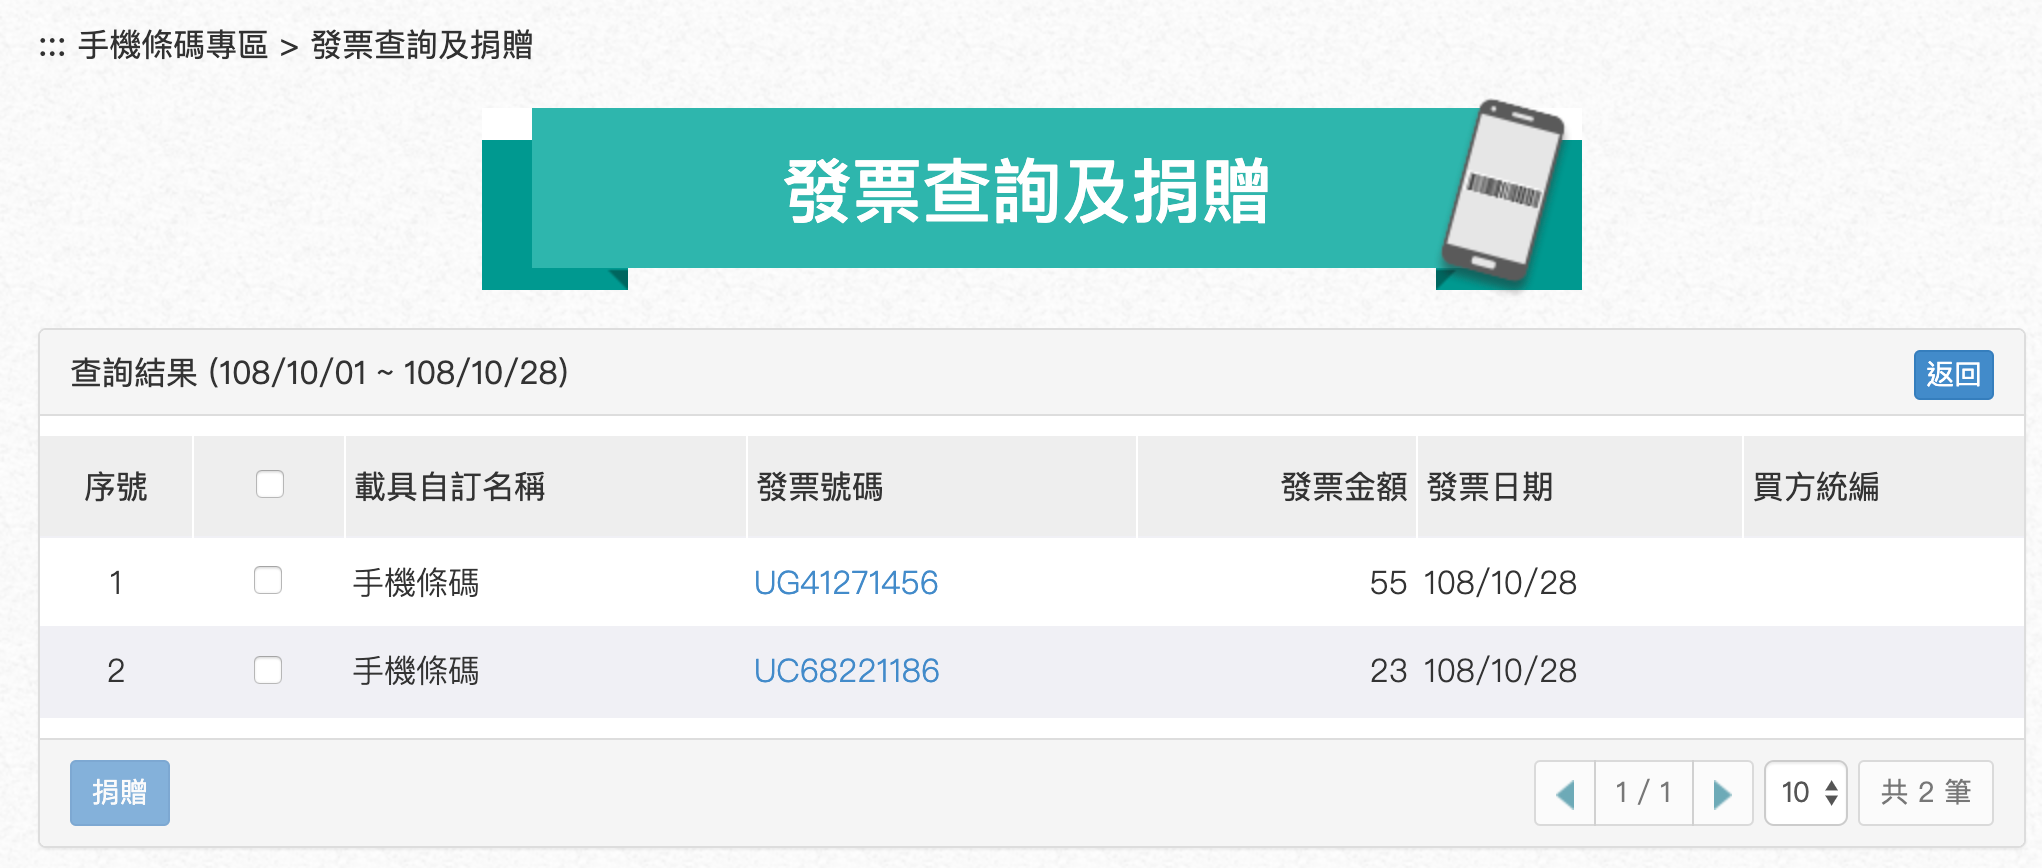 ::: 手機條碼專區 > 發票查詢及捐贈
發票查詢及捐贈
查詢結果 (108/10/01 ~ 108/10/28)
返回
序號 載具自訂名稱 發票號碼 發票金額 發票日期 買方統編
1 手機條碼 UG41271456 55 108/10/28
2 手機條碼 UC68221186 23 108/10/28
捐贈
1 / 1
10
共 2 筆